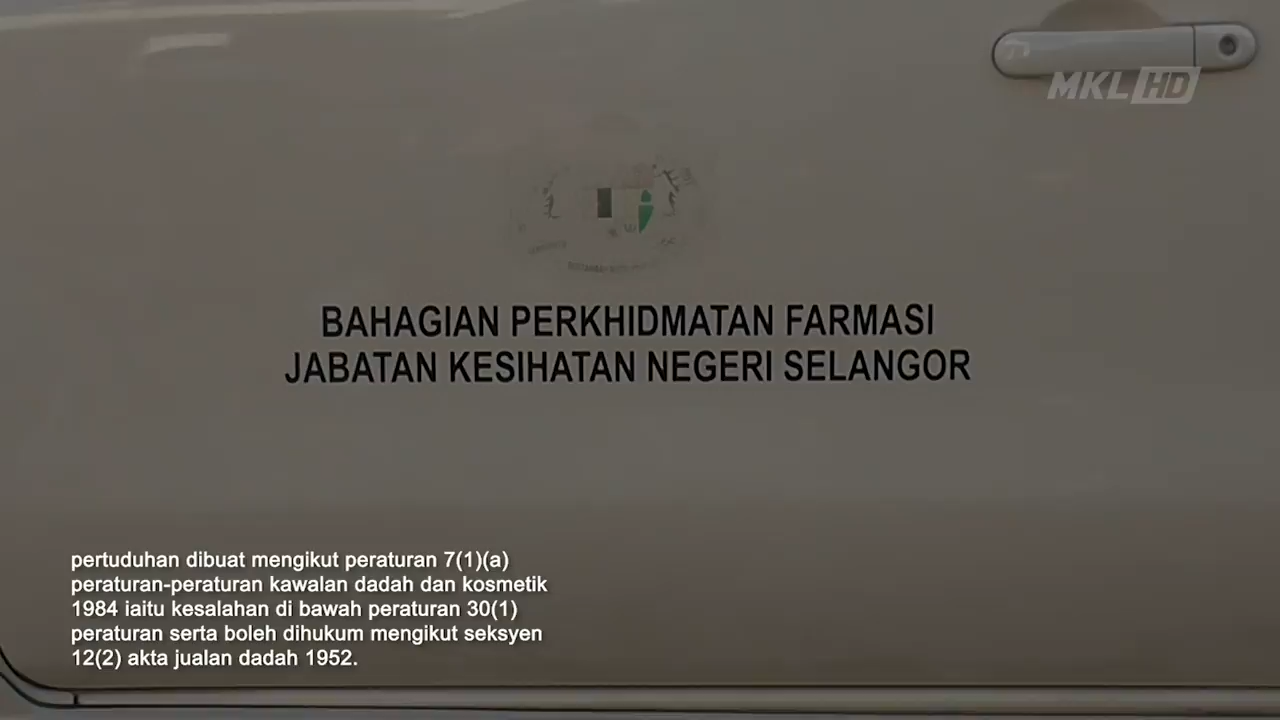 MKL HD
BAHAGIAN PERKHIDMATAN FARMASI
JABATAN KESIHATAN NEGERI SELANGOR
pertuduhan dibuat mengikut peraturan 7(1)(a)
peraturan-peraturan kawalan dadah dan kosmetik
1984 iaitu kesalahan di bawah peraturan 30(1)
peraturan serta boleh dihukum mengikut seksyen
12(2) akta jualan dadah 1952.